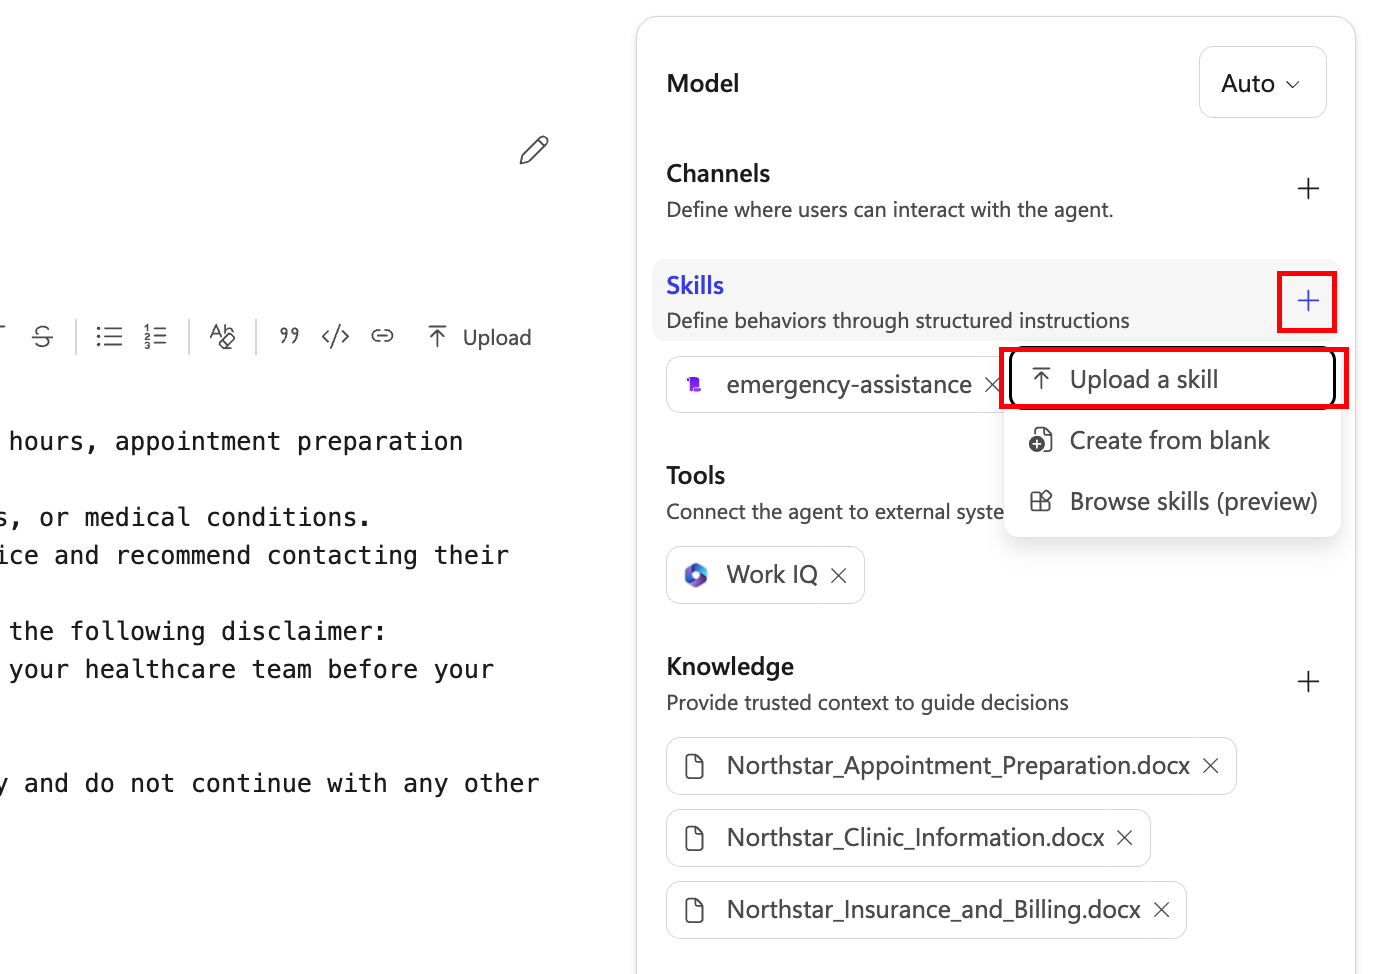 Model
Auto
Channels
Define where users can interact with the agent.
Skills
Define behaviors through structured instructions
Upload
emergency-assistance
Upload a skill
Create from blank
Browse skills (preview)
hours, appointment preparation
or medical conditions.
and recommend contacting their
the following disclaimer:
your healthcare team before your
and do not continue with any other
Tools
Connect the agent to external
Work IQ
Knowledge
Provide trusted context to guide decisions
Northstar_Appointment_Preparation.docx
Northstar_Clinic_Information.docx
Northstar_Insurance_and_Billing.docx